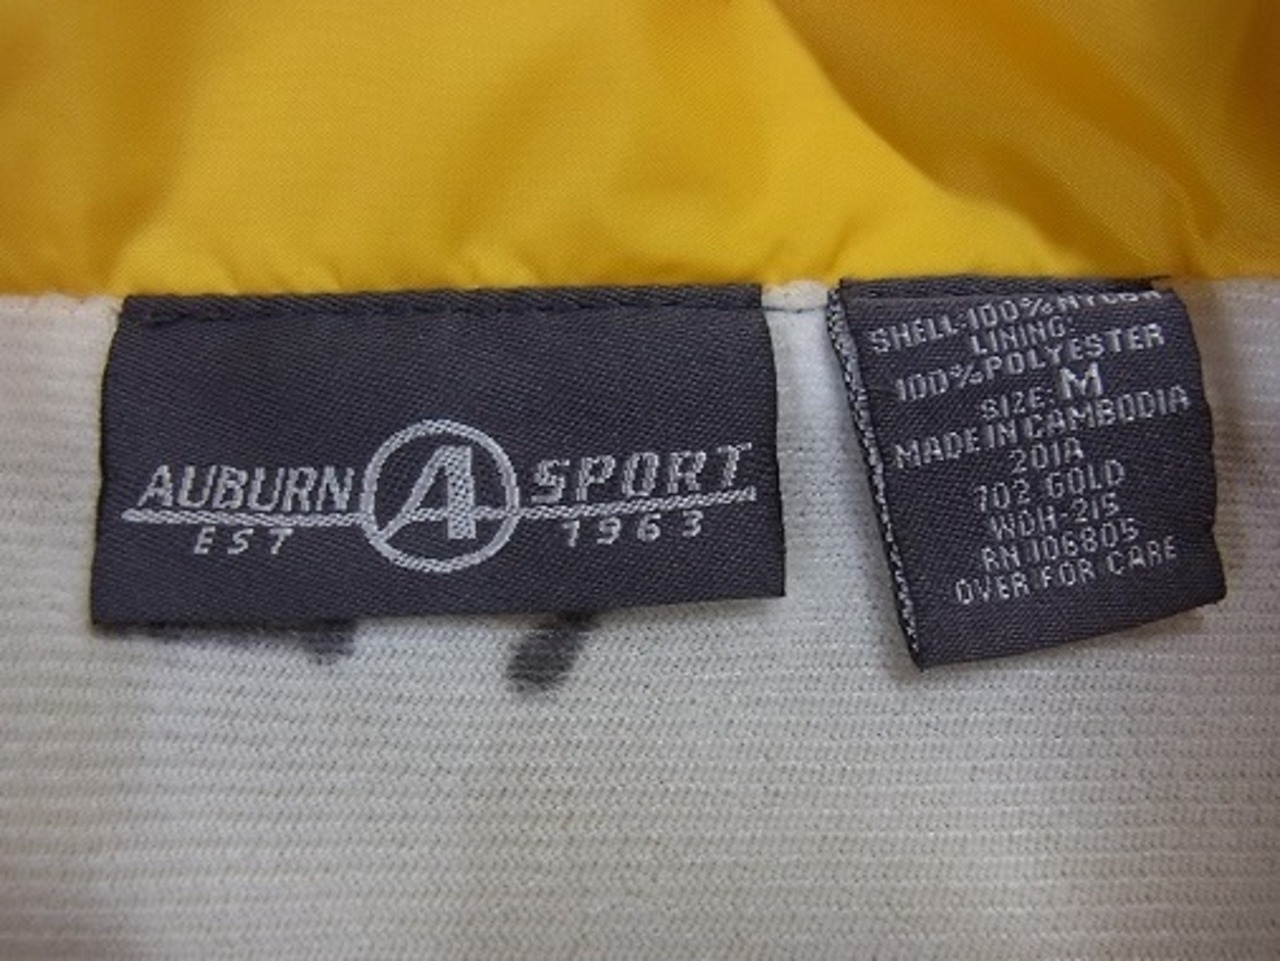 AUBURN A SPORT
EST 1963
SHELL:100%NYLON
LINING:
100%POLYESTER
SIZE:M
MADE IN CAMBODIA
201A
702 GOLD
WDH-215
RN 106805
OVER FOR CARE